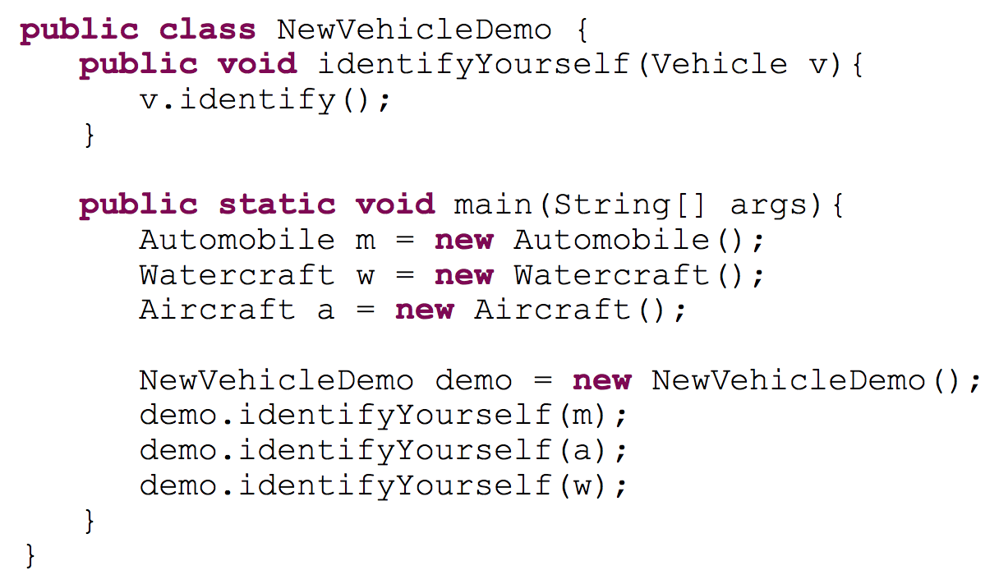 public class NewVehicleDemo {
   public void identifyYourself(Vehicle v){
      v.identify();
   }

   public static void main(String[] args){
      Automobile m = new Automobile();
      Watercraft w = new Watercraft();
      Aircraft a = new Aircraft();

      NewVehicleDemo demo = new NewVehicleDemo();
      demo.identifyYourself(m);
      demo.identifyYourself(a);
      demo.identifyYourself(w);
   }
}